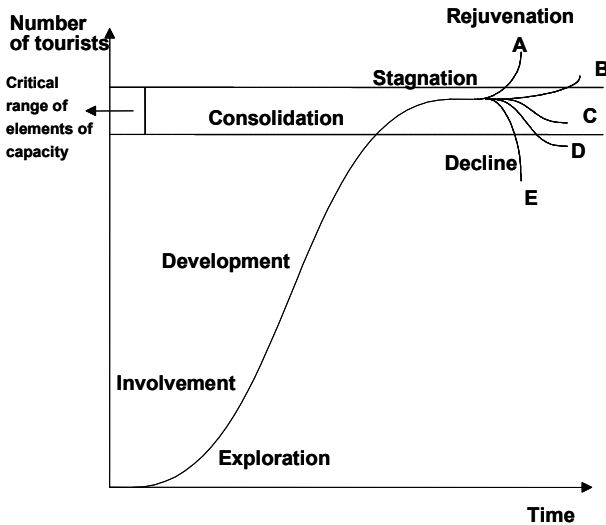 Number
of tourists
Rejuvenation
A
B
Critical
range of
elements of
capacity
Stagnation
Consolidation
C
D
Decline
E
Development
Involvement
Exploration
Time